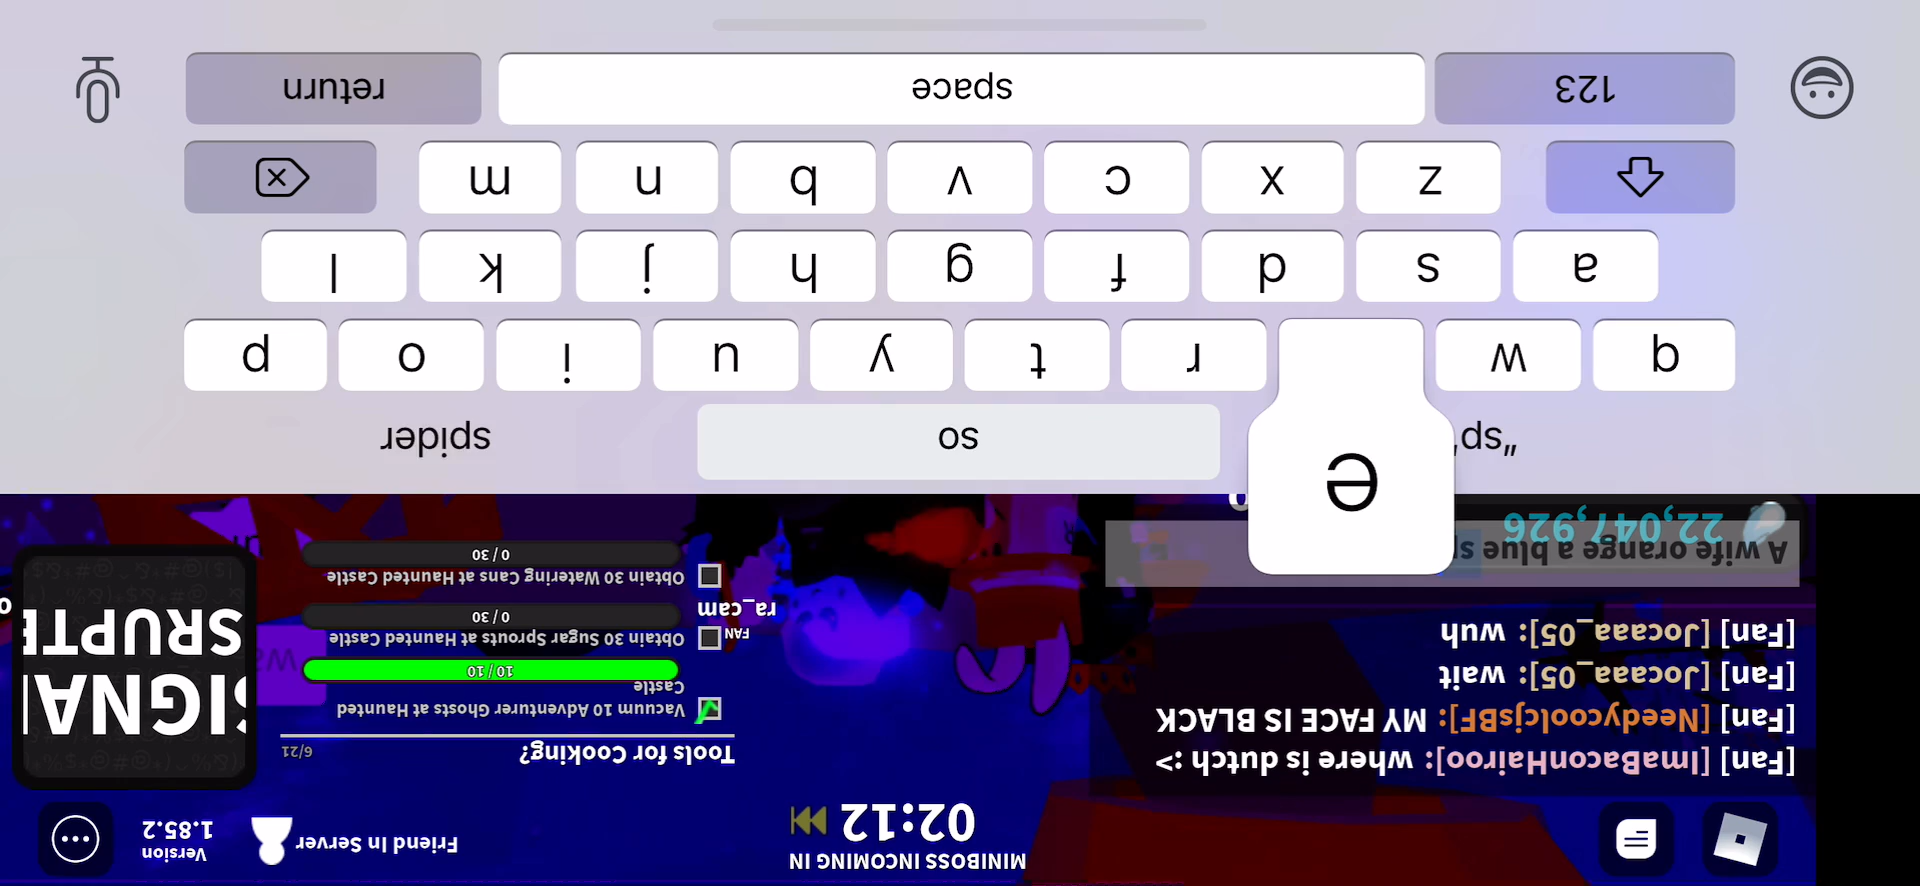 MINIBOSS INCOMING IN
02:12
Version
1.85.2
Friend In Server
[Fan] [ImaBaconHairoo]: where is dutch :>
[Fan] [NeedycoolcjsBF]: MY FACE IS BLACK
[Fan] [Jocaaa_05]: wait
[Fan] [Jocaaa_05]: wuh
A wife orange a blue s
22,047,926
Tools for Cooking?
6/21
Vacuum 10 Adventurer Ghosts at Haunted
Castle
10 / 10
FAN
Obtain 30 Sugar Sprouts at Haunted Castle
0 / 30
ra_cam
Obtain 30 Watering Cans at Haunted Castle
0 / 30
SIGNA
SRUPTE
"sp"
so
spider
e
q w r t y u i o p
a s d f g h j k l
z x c v b n m
123
space
return